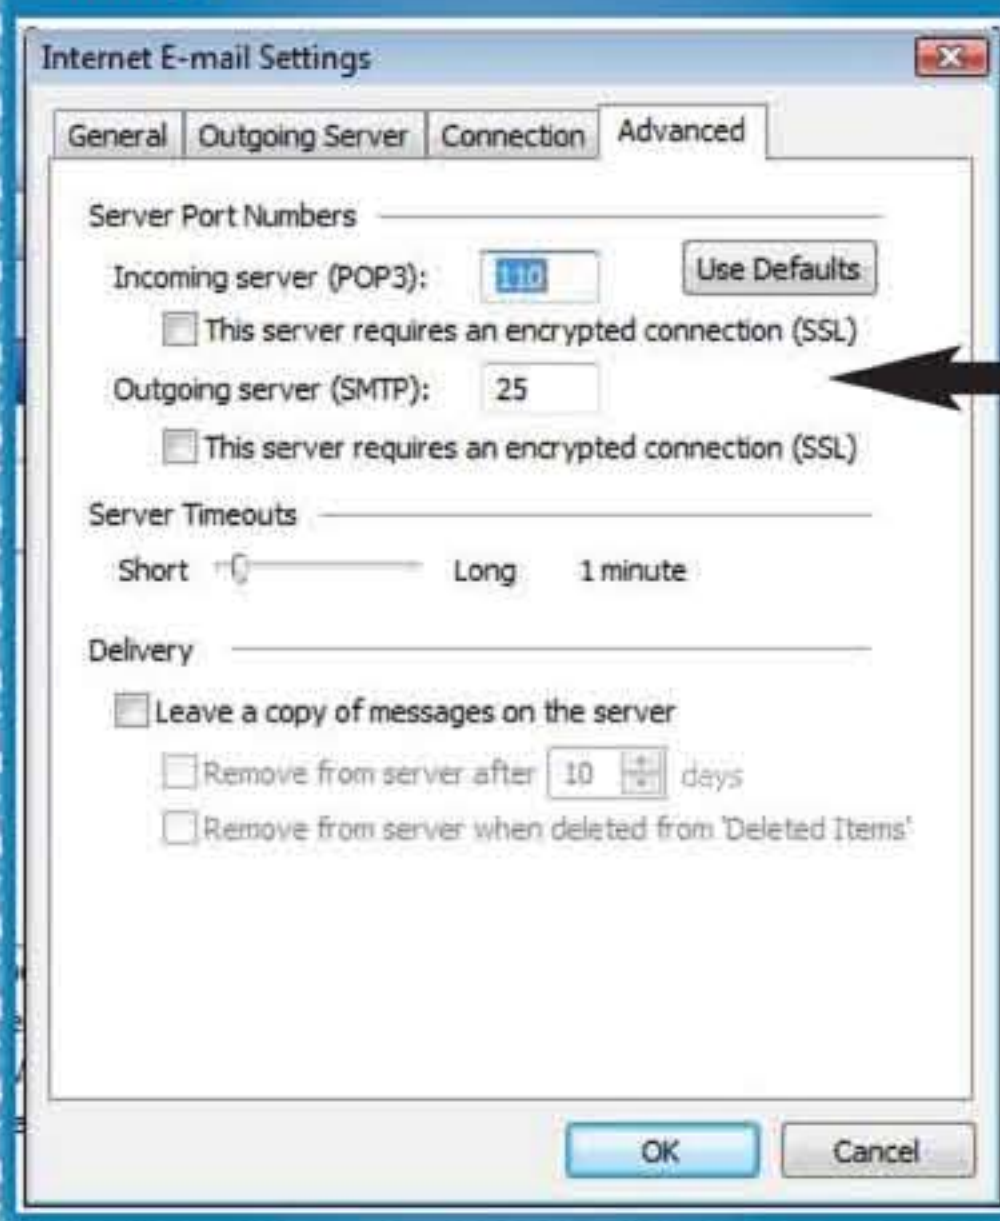 Internet E-mail Settings
General Outgoing Server Connection Advanced
Server Port Numbers
Incoming server (POP3): 110 Use Defaults
This server requires an encrypted connection (SSL)
Outgoing server (SMTP): 25
This server requires an encrypted connection (SSL)
Server Timeouts
Short Long 1 minute
Delivery
Leave a copy of messages on the server
Remove from server after 10 days
Remove from server when deleted from 'Deleted Items'
OK Cancel